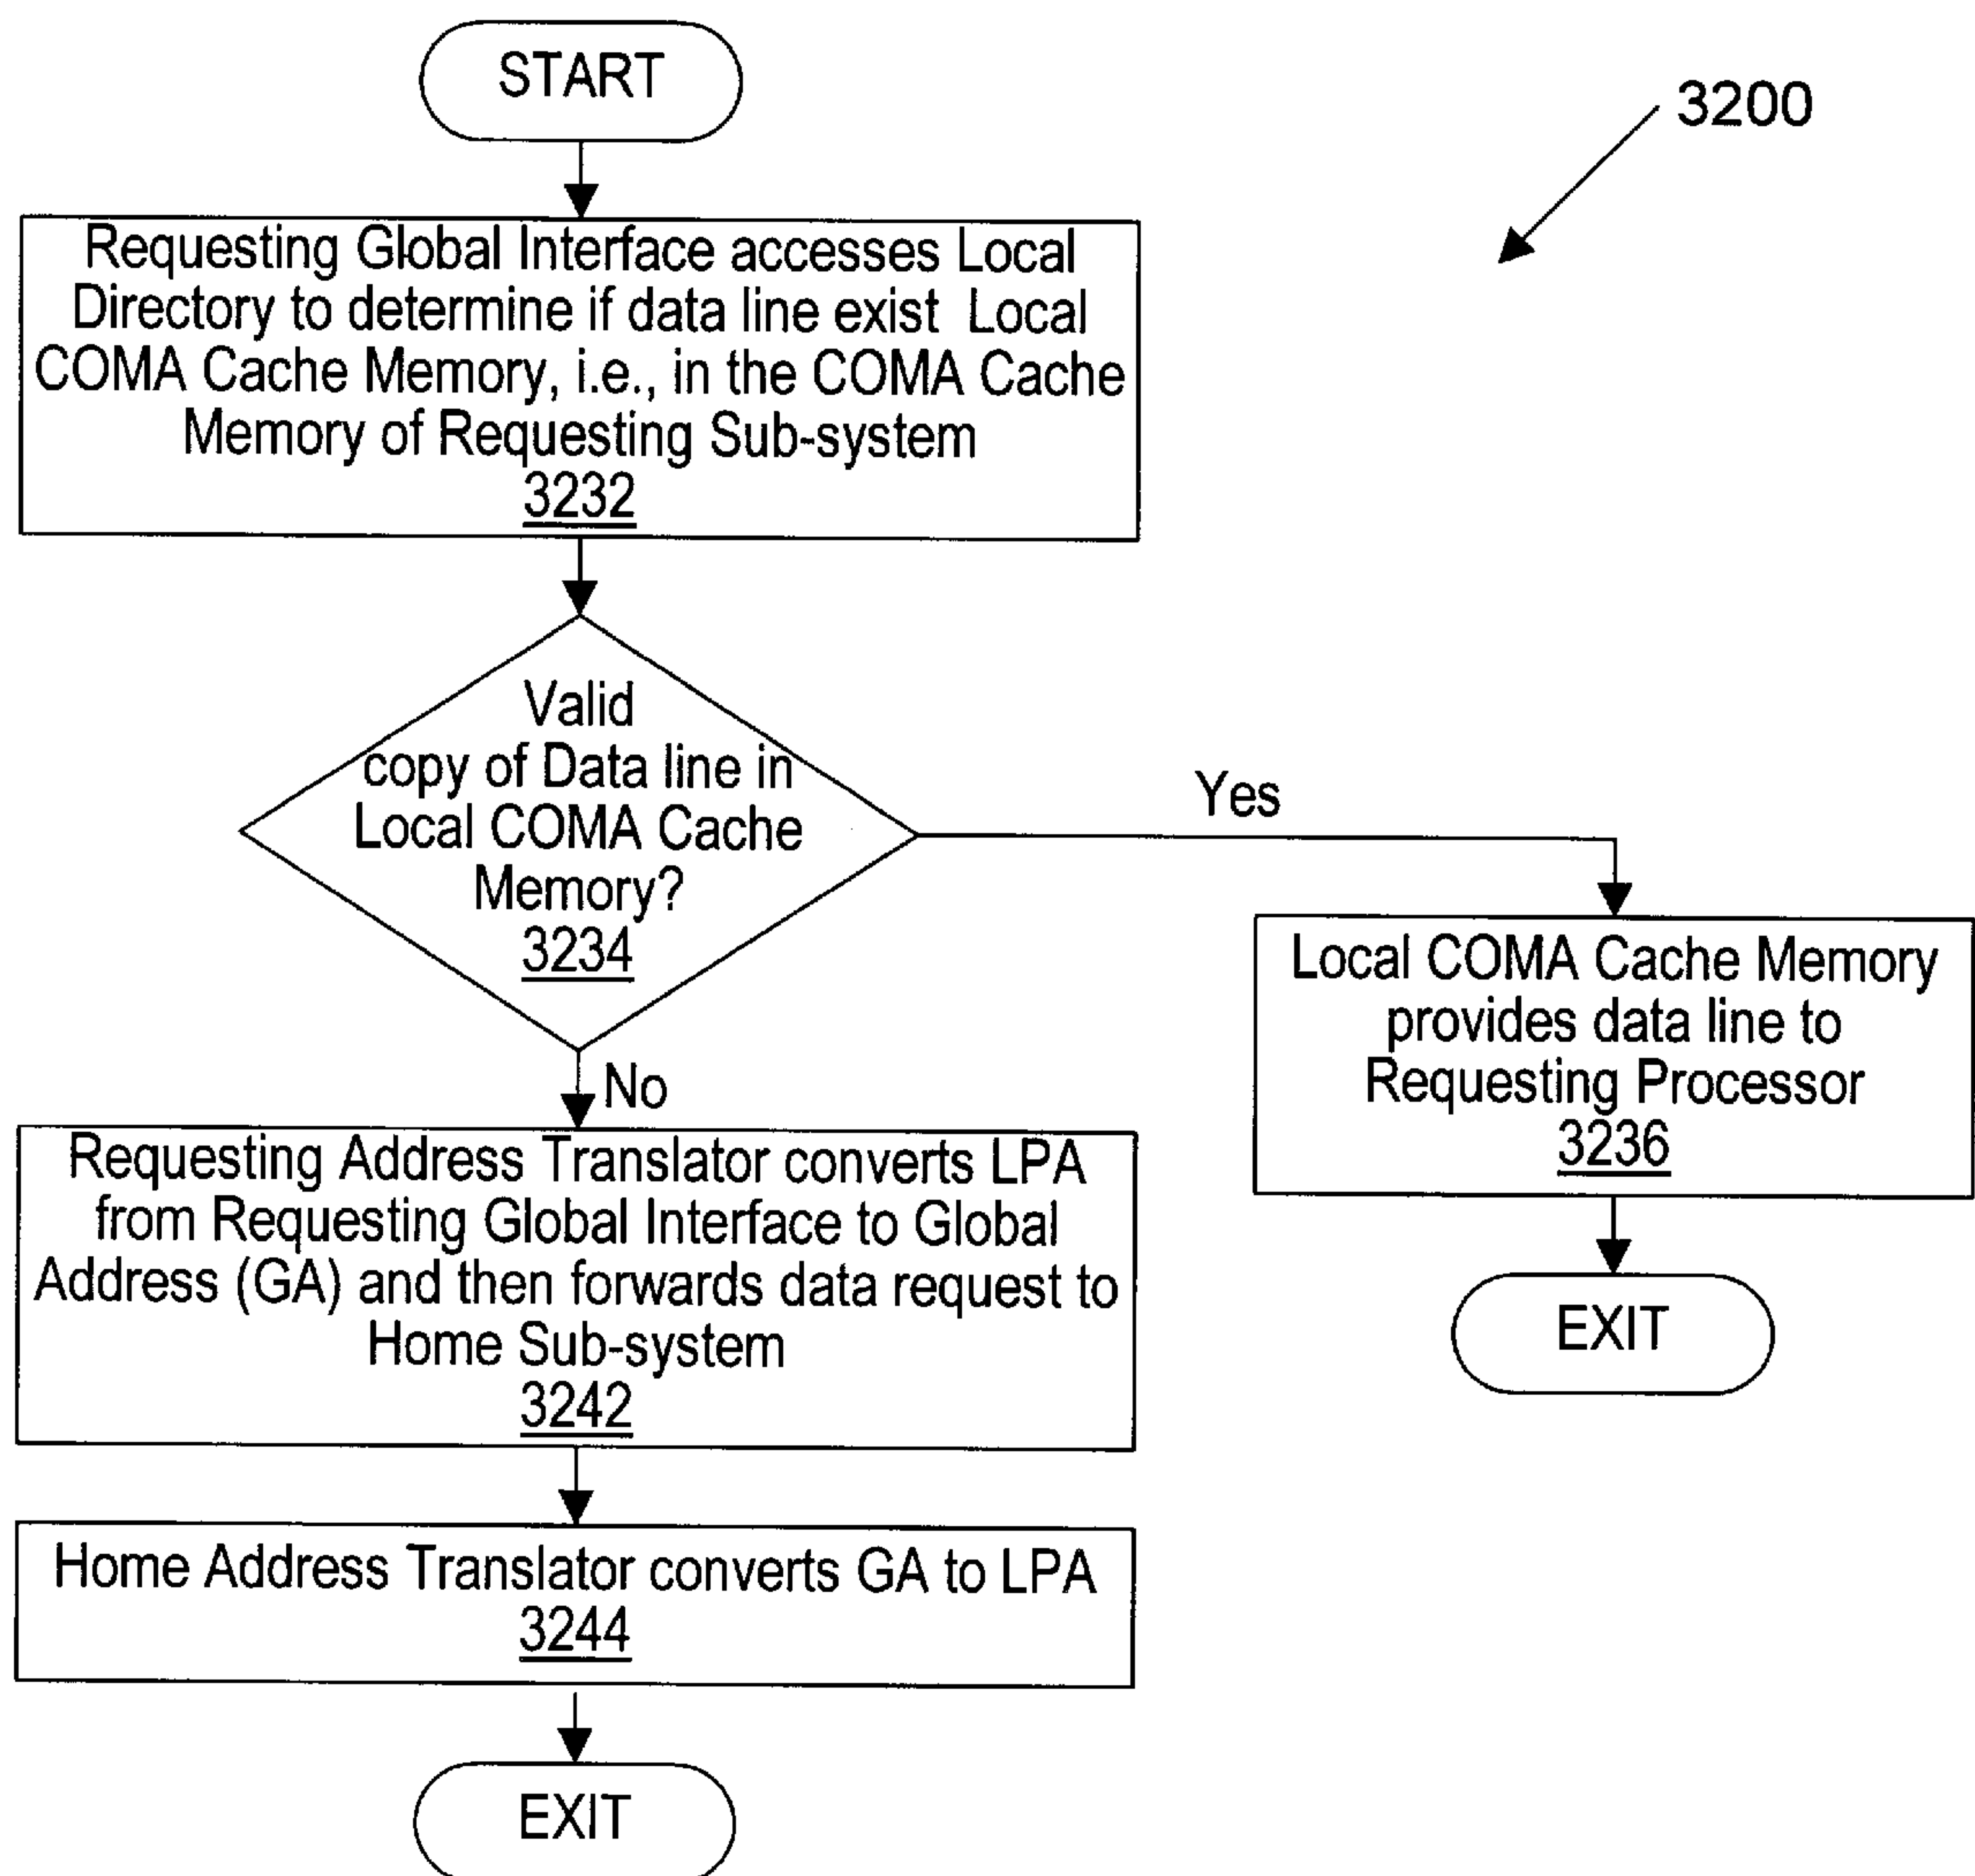 START
3200
Requesting Global Interface accesses Local
Directory to determine if data line exist Local
COMA Cache Memory, i.e., in the COMA Cache
Memory of Requesting Sub-system
3232
Valid
copy of Data line in
Local COMA Cache
Memory?
3234
Yes
Local COMA Cache Memory
provides data line to
Requesting Processor
3236
EXIT
No
Requesting Address Translator converts LPA
from Requesting Global Interface to Global
Address (GA) and then forwards data request to
Home Sub-system
3242
Home Address Translator converts GA to LPA
3244
EXIT